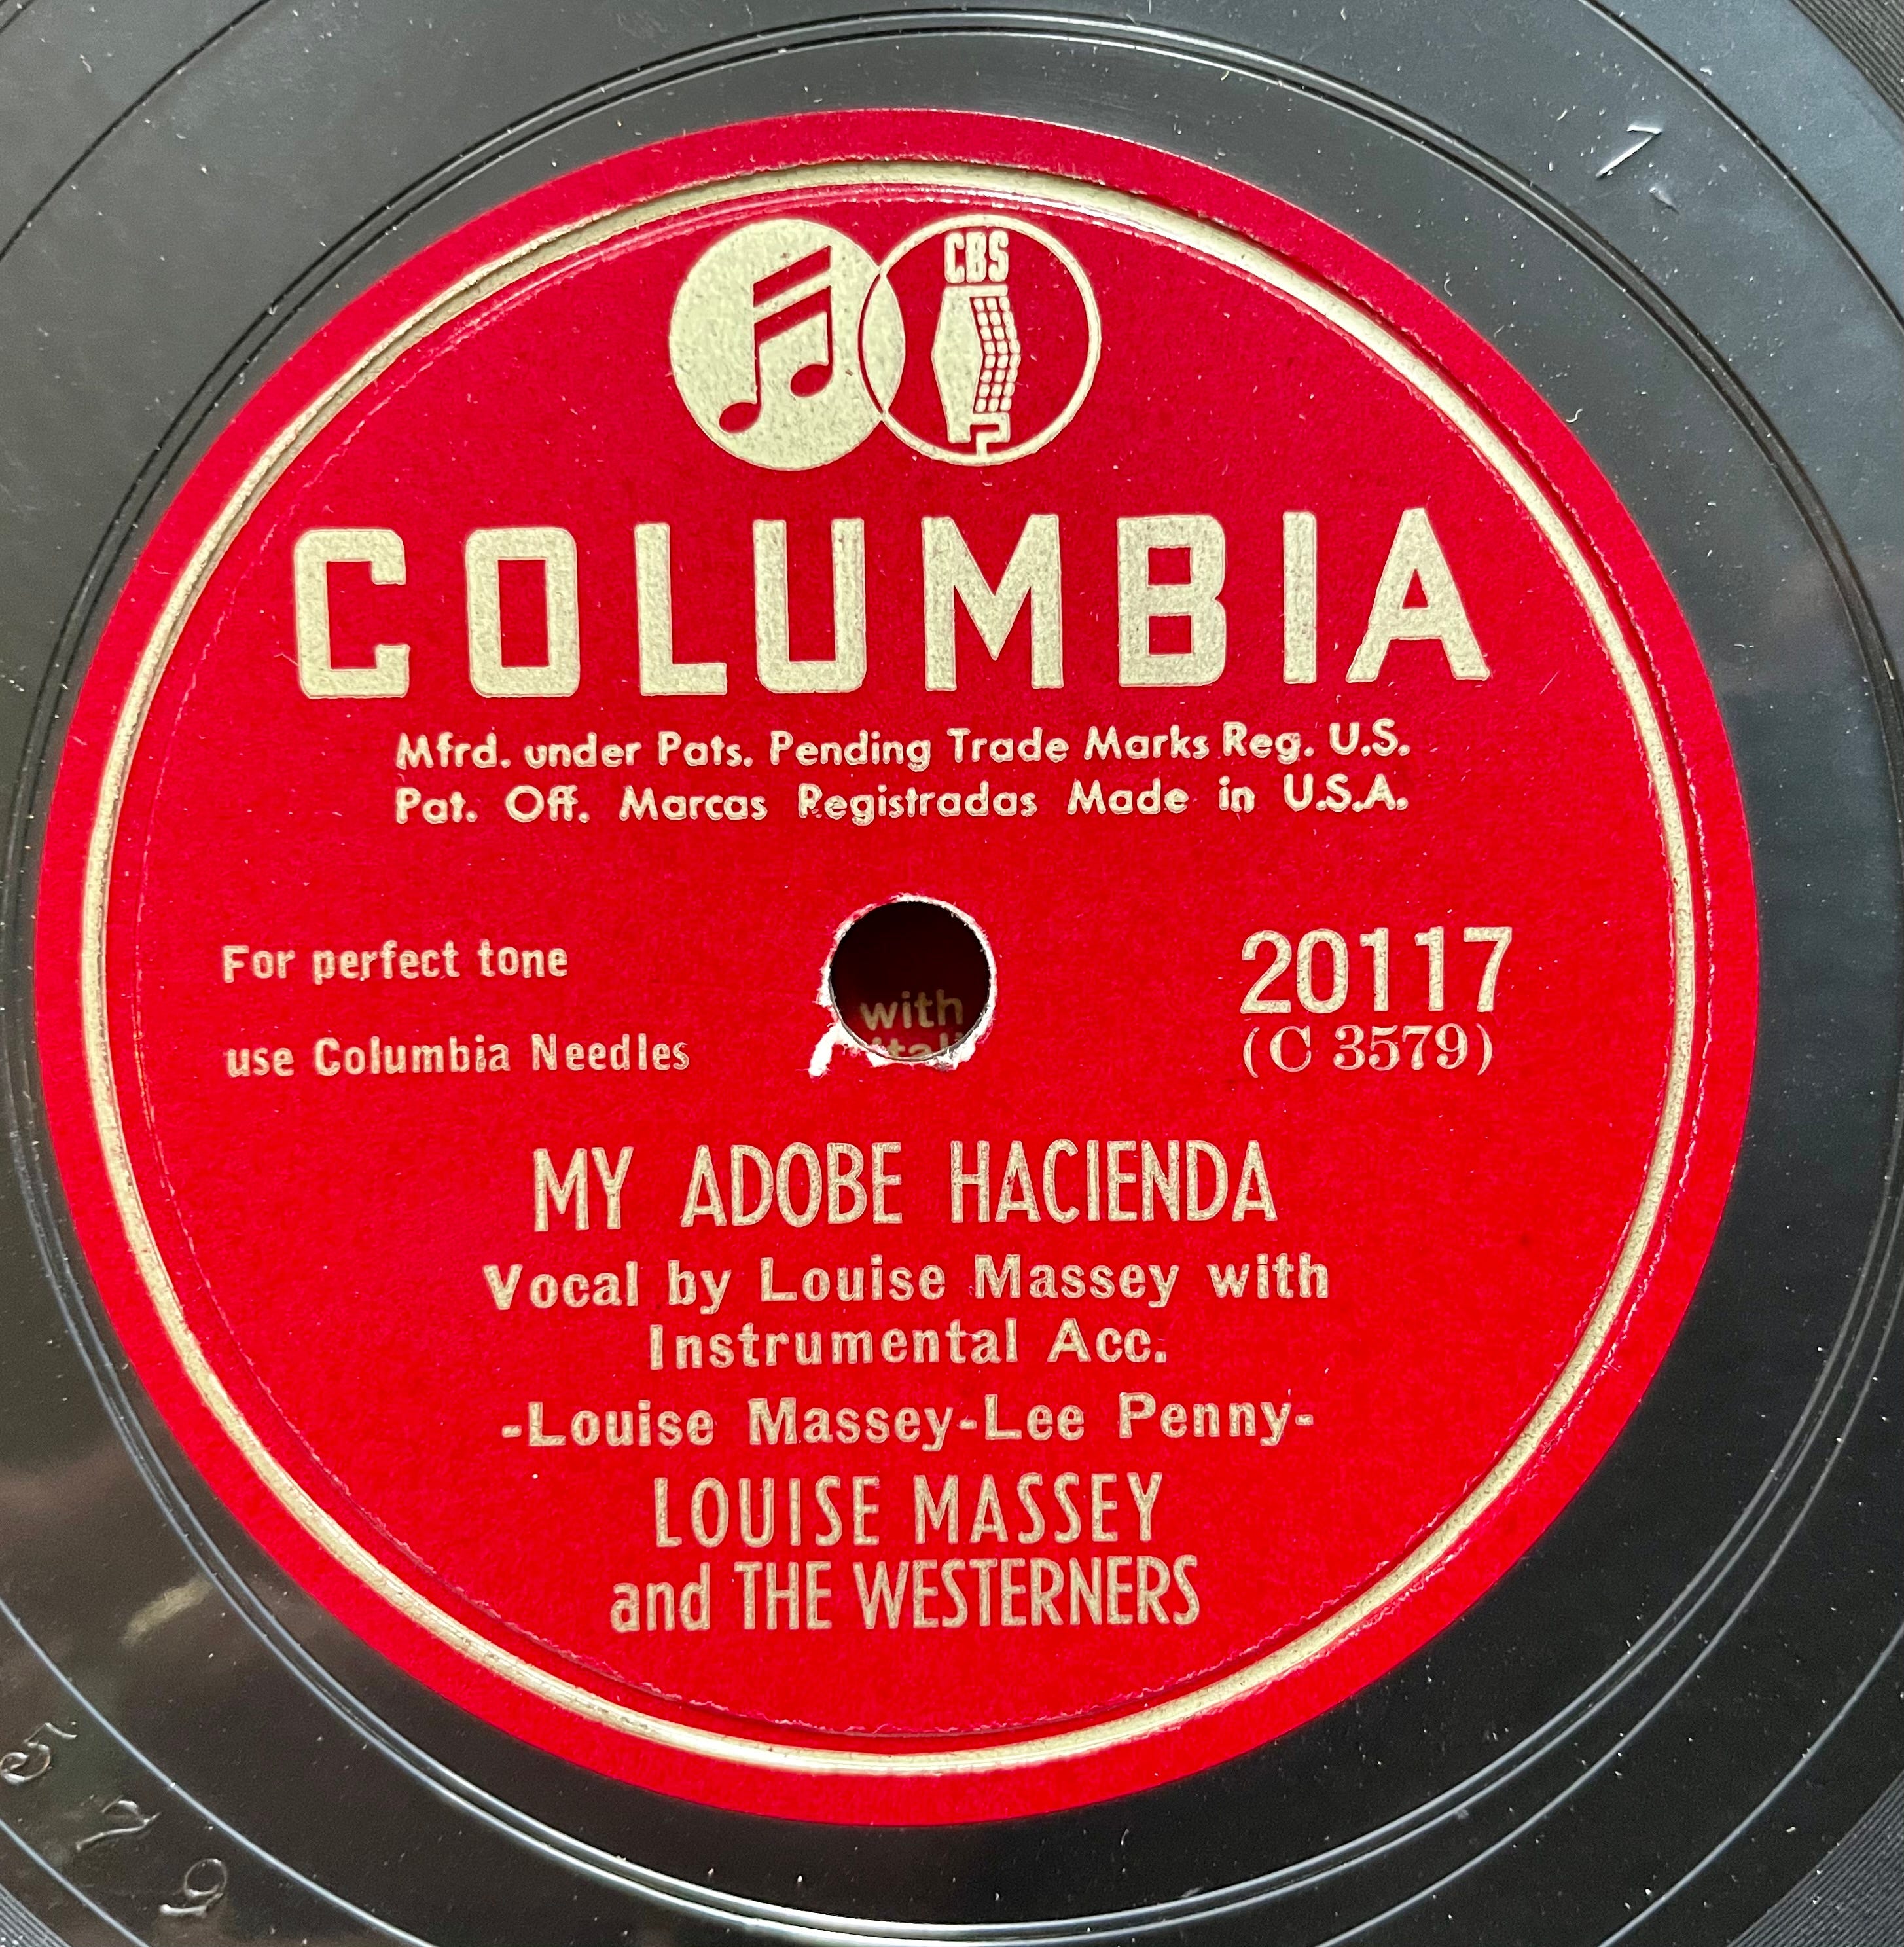 CBS
COLUMBIA
Mfrd. under Pats. Pending Trade Marks Reg. U.S.
Pat. Off. Marcas Registradas Made in U.S.A.
For perfect tone
use Columbia Needles
with
20117
(C 3579)
MY ADOBE HACIENDA
Vocal by Louise Massey with
Instrumental Acc.
-Louise Massey-Lee Penny-
LOUISE MASSEY
and THE WESTERNERS
1
579